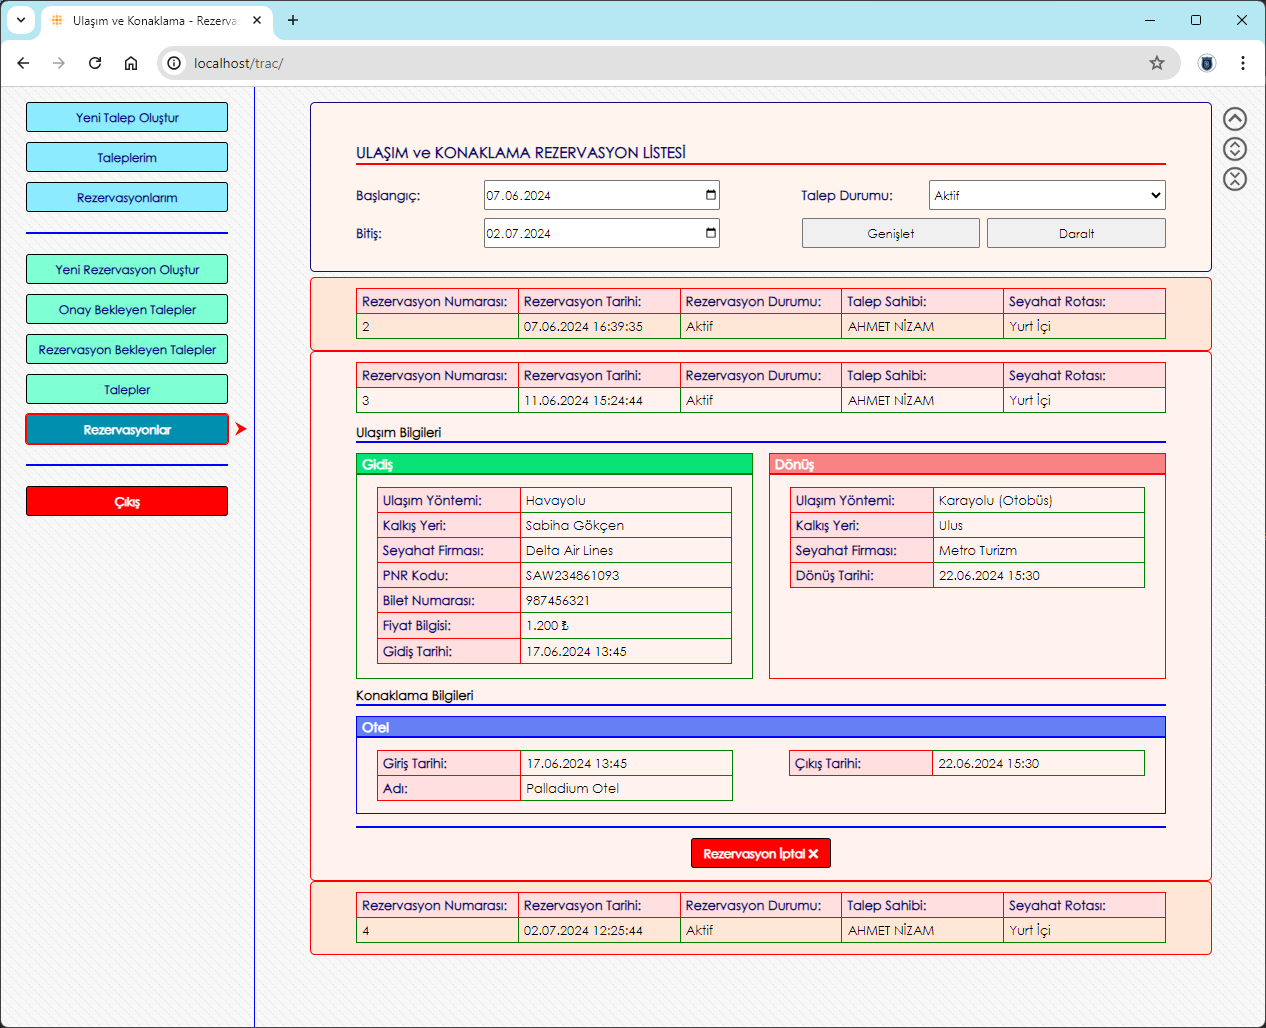 Ulaşım ve Konaklama - Rezerva
localhost/trac/
Yeni Talep Oluştur
Taleplerim
Rezervasyonlarım
Yeni Rezervasyon Oluştur
Onay Bekleyen Talepler
Rezervasyon Bekleyen Talepler
Talepler
Rezervasyonlar
Çıkış
ULAŞIM ve KONAKLAMA REZERVASYON LİSTESİ
Başlangıç: 07.06.2024 Talep Durumu: Aktif
Bitiş: 02.07.2024 Genişlet Daralt
Rezervasyon Numarası: Rezervasyon Tarihi: Rezervasyon Durumu: Talep Sahibi: Seyahat Rotası:
2 07.06.2024 16:39:35 Aktif AHMET NİZAM Yurt İçi
Rezervasyon Numarası: Rezervasyon Tarihi: Rezervasyon Durumu: Talep Sahibi: Seyahat Rotası:
3 11.06.2024 15:24:44 Aktif AHMET NİZAM Yurt İçi
Ulaşım Bilgileri
Gidiş
Ulaşım Yöntemi: Havayolu
Kalkış Yeri: Sabiha Gökçen
Seyahat Firması: Delta Air Lines
PNR Kodu: SAW234861093
Bilet Numarası: 987456321
Fiyat Bilgisi: 1.200 ₺
Gidiş Tarihi: 17.06.2024 13:45
Dönüş
Ulaşım Yöntemi: Karayolu (Otobüs)
Kalkış Yeri: Ulus
Seyahat Firması: Metro Turizm
Dönüş Tarihi: 22.06.2024 15:30
Konaklama Bilgileri
Otel
Giriş Tarihi: 17.06.2024 13:45 Çıkış Tarihi: 22.06.2024 15:30
Adı: Palladium Otel
Rezervasyon İptal ✕
Rezervasyon Numarası: Rezervasyon Tarihi: Rezervasyon Durumu: Talep Sahibi: Seyahat Rotası:
4 02.07.2024 12:25:44 Aktif AHMET NİZAM Yurt İçi